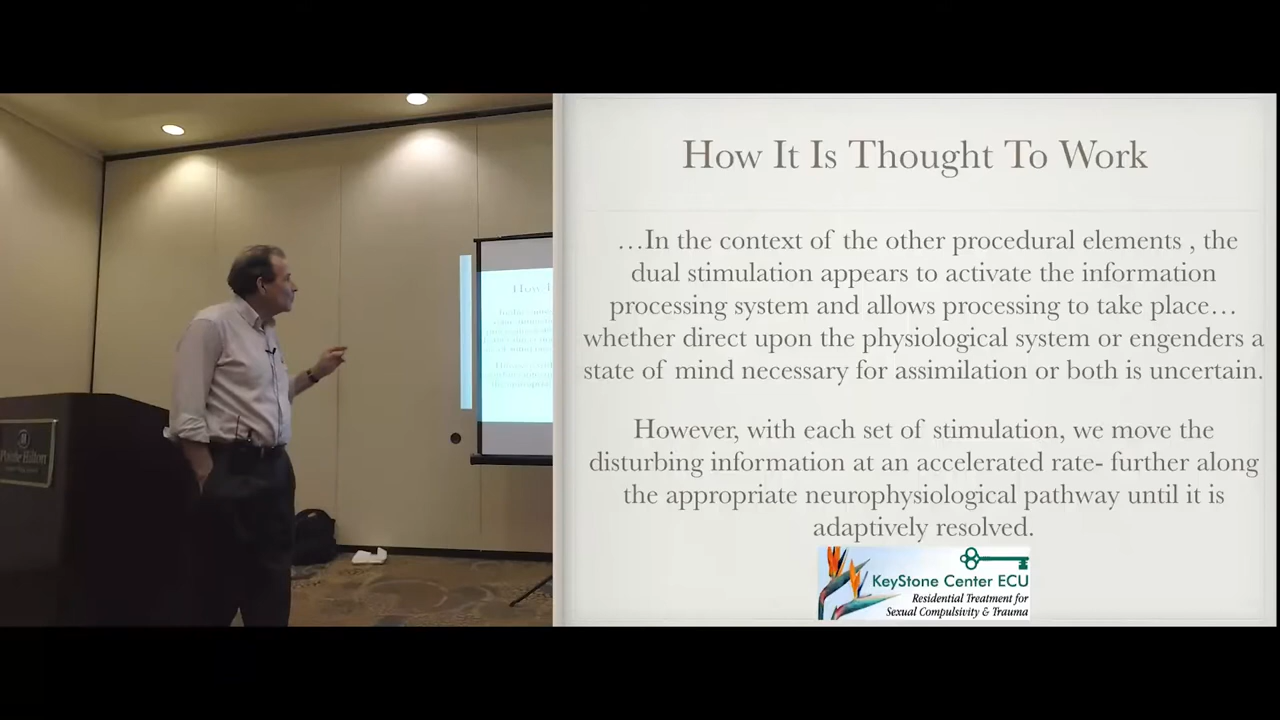 How It Is Thought To Work
…In the context of the other procedural elements , the
dual stimulation appears to activate the information
processing system and allows processing to take place…
whether direct upon the physiological system or engenders a
state of mind necessary for assimilation or both is uncertain.
However, with each set of stimulation, we move the
disturbing information at an accelerated rate- further along
the appropriate neurophysiological pathway until it is
adaptively resolved.
KeyStone Center ECU
Residential Treatment for
Sexual Compulsivity & Trauma
Pointe Hilton
How I